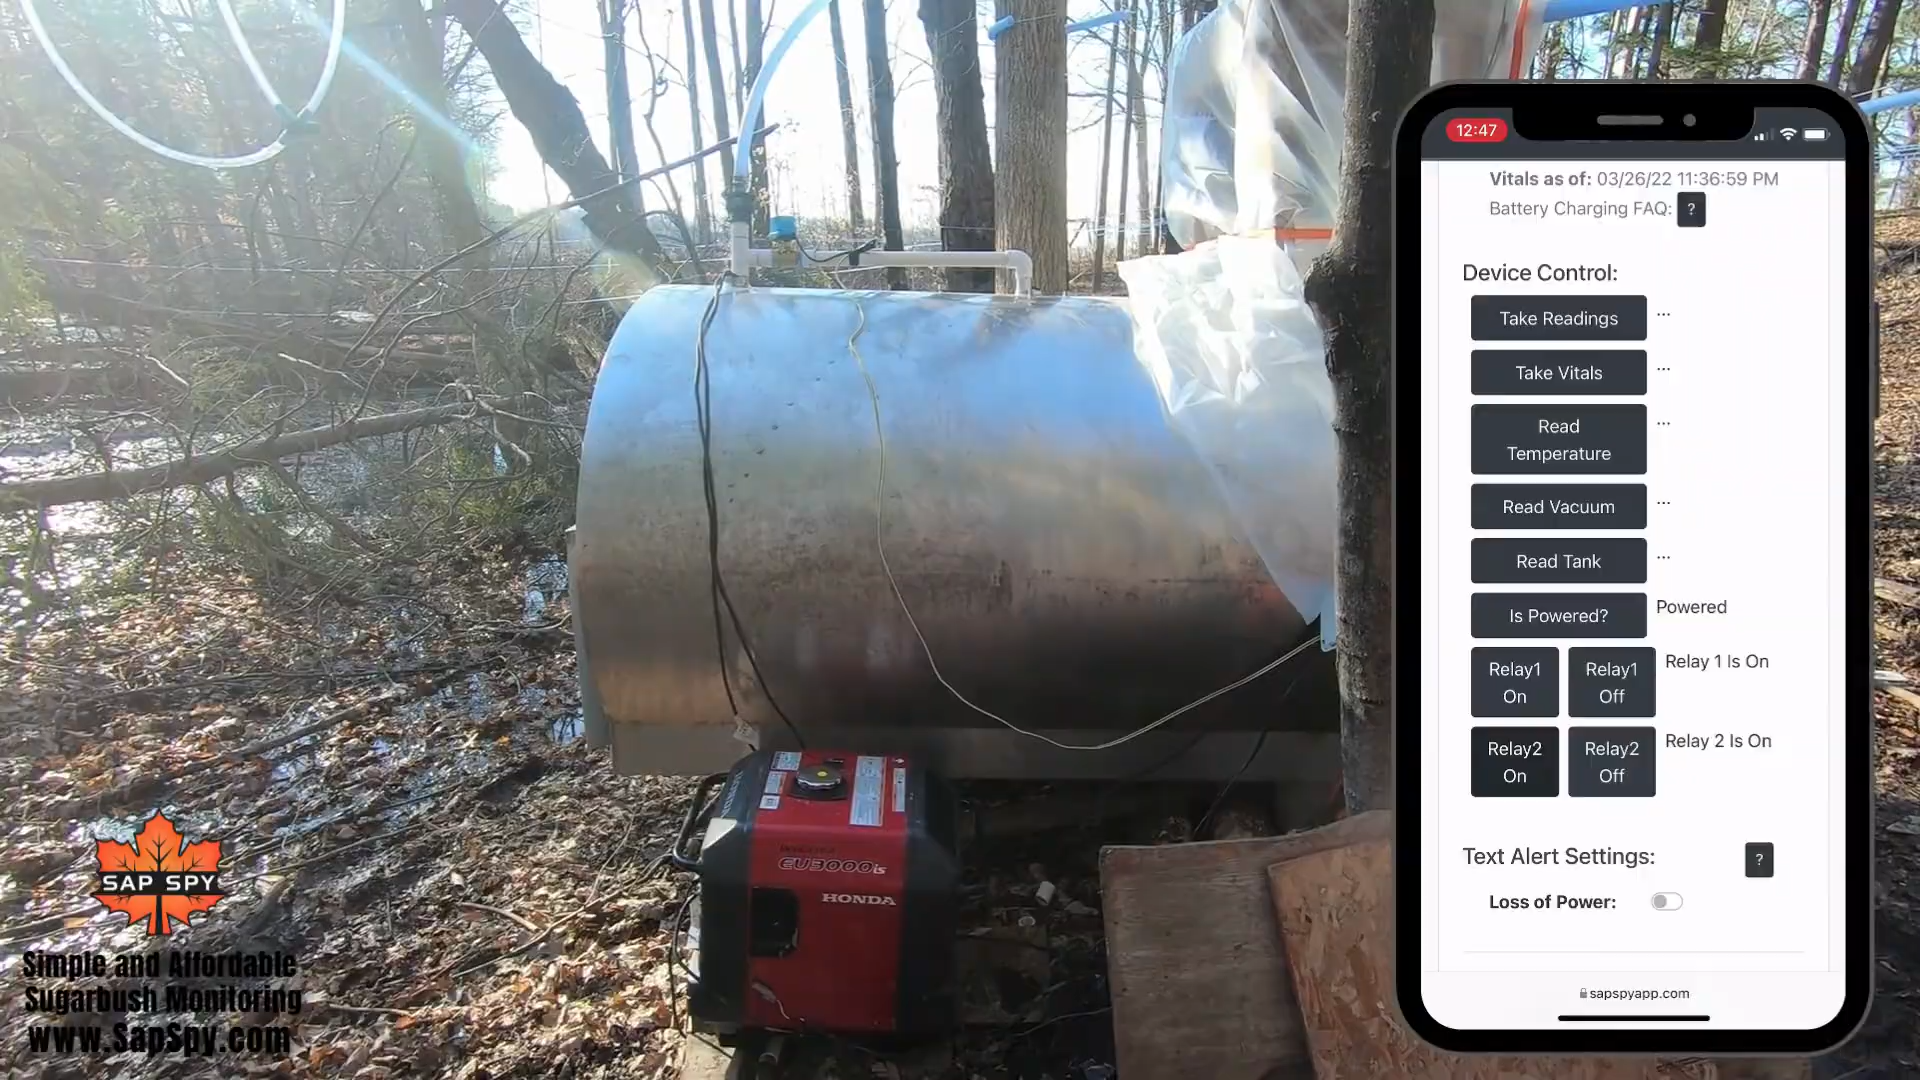 12:47
Vitals as of: 03/26/22 11:36:59 PM
Battery Charging FAQ: ?
Device Control:
Take Readings ...
Take Vitals ...
Read
Temperature ...
Read Vacuum ...
Read Tank ...
Is Powered? Powered
Relay1
On
Relay1
Off
Relay 1 Is On
Relay2
On
Relay2
Off
Relay 2 Is On
Text Alert Settings: ?
Loss of Power:
sapspyapp.com
EU3000is
HONDA
SAP SPY
Simple and Affordable
Sugarbush Monitoring
www.SapSpy.com